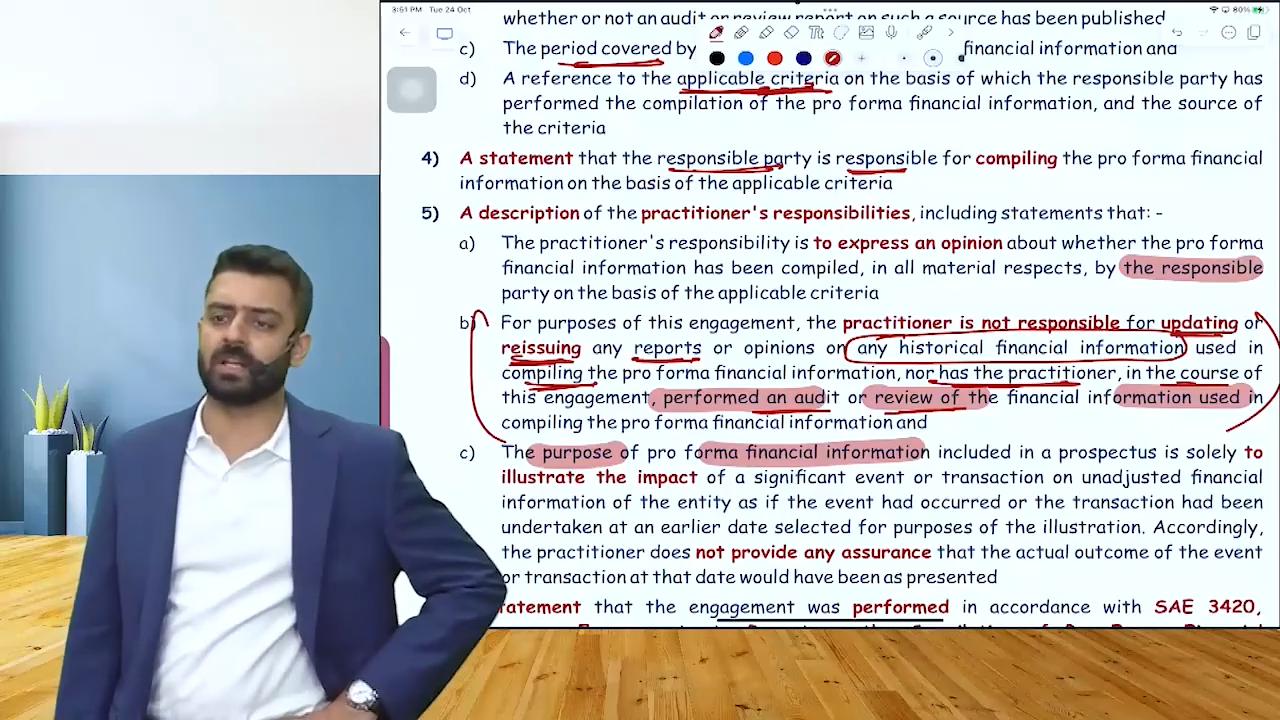 3:51 PM Tue 24 Oct
80%
whether or not an audit or review report on such a source has been published
c) The period covered by financial information and
d) A reference to the applicable criteria on the basis of which the responsible party has
performed the compilation of the pro forma financial information, and the source of
the criteria
4) A statement that the responsible party is responsible for compiling the pro forma financial
information on the basis of the applicable criteria
5) A description of the practitioner's responsibilities, including statements that: -
a) The practitioner's responsibility is to express an opinion about whether the pro forma
financial information has been compiled, in all material respects, by the responsible
party on the basis of the applicable criteria
b) For purposes of this engagement, the practitioner is not responsible for updating or
reissuing any reports or opinions on any historical financial information used in
compiling the pro forma financial information, nor has the practitioner, in the course of
this engagement, performed an audit or review of the financial information used in
compiling the pro forma financial information and
c) The purpose of pro forma financial information included in a prospectus is solely to
illustrate the impact of a significant event or transaction on unadjusted financial
information of the entity as if the event had occurred or the transaction had been
undertaken at an earlier date selected for purposes of the illustration. Accordingly,
the practitioner does not provide any assurance that the actual outcome of the event
or transaction at that date would have been as presented
tatement that the engagement was performed in accordance with SAE 3420,